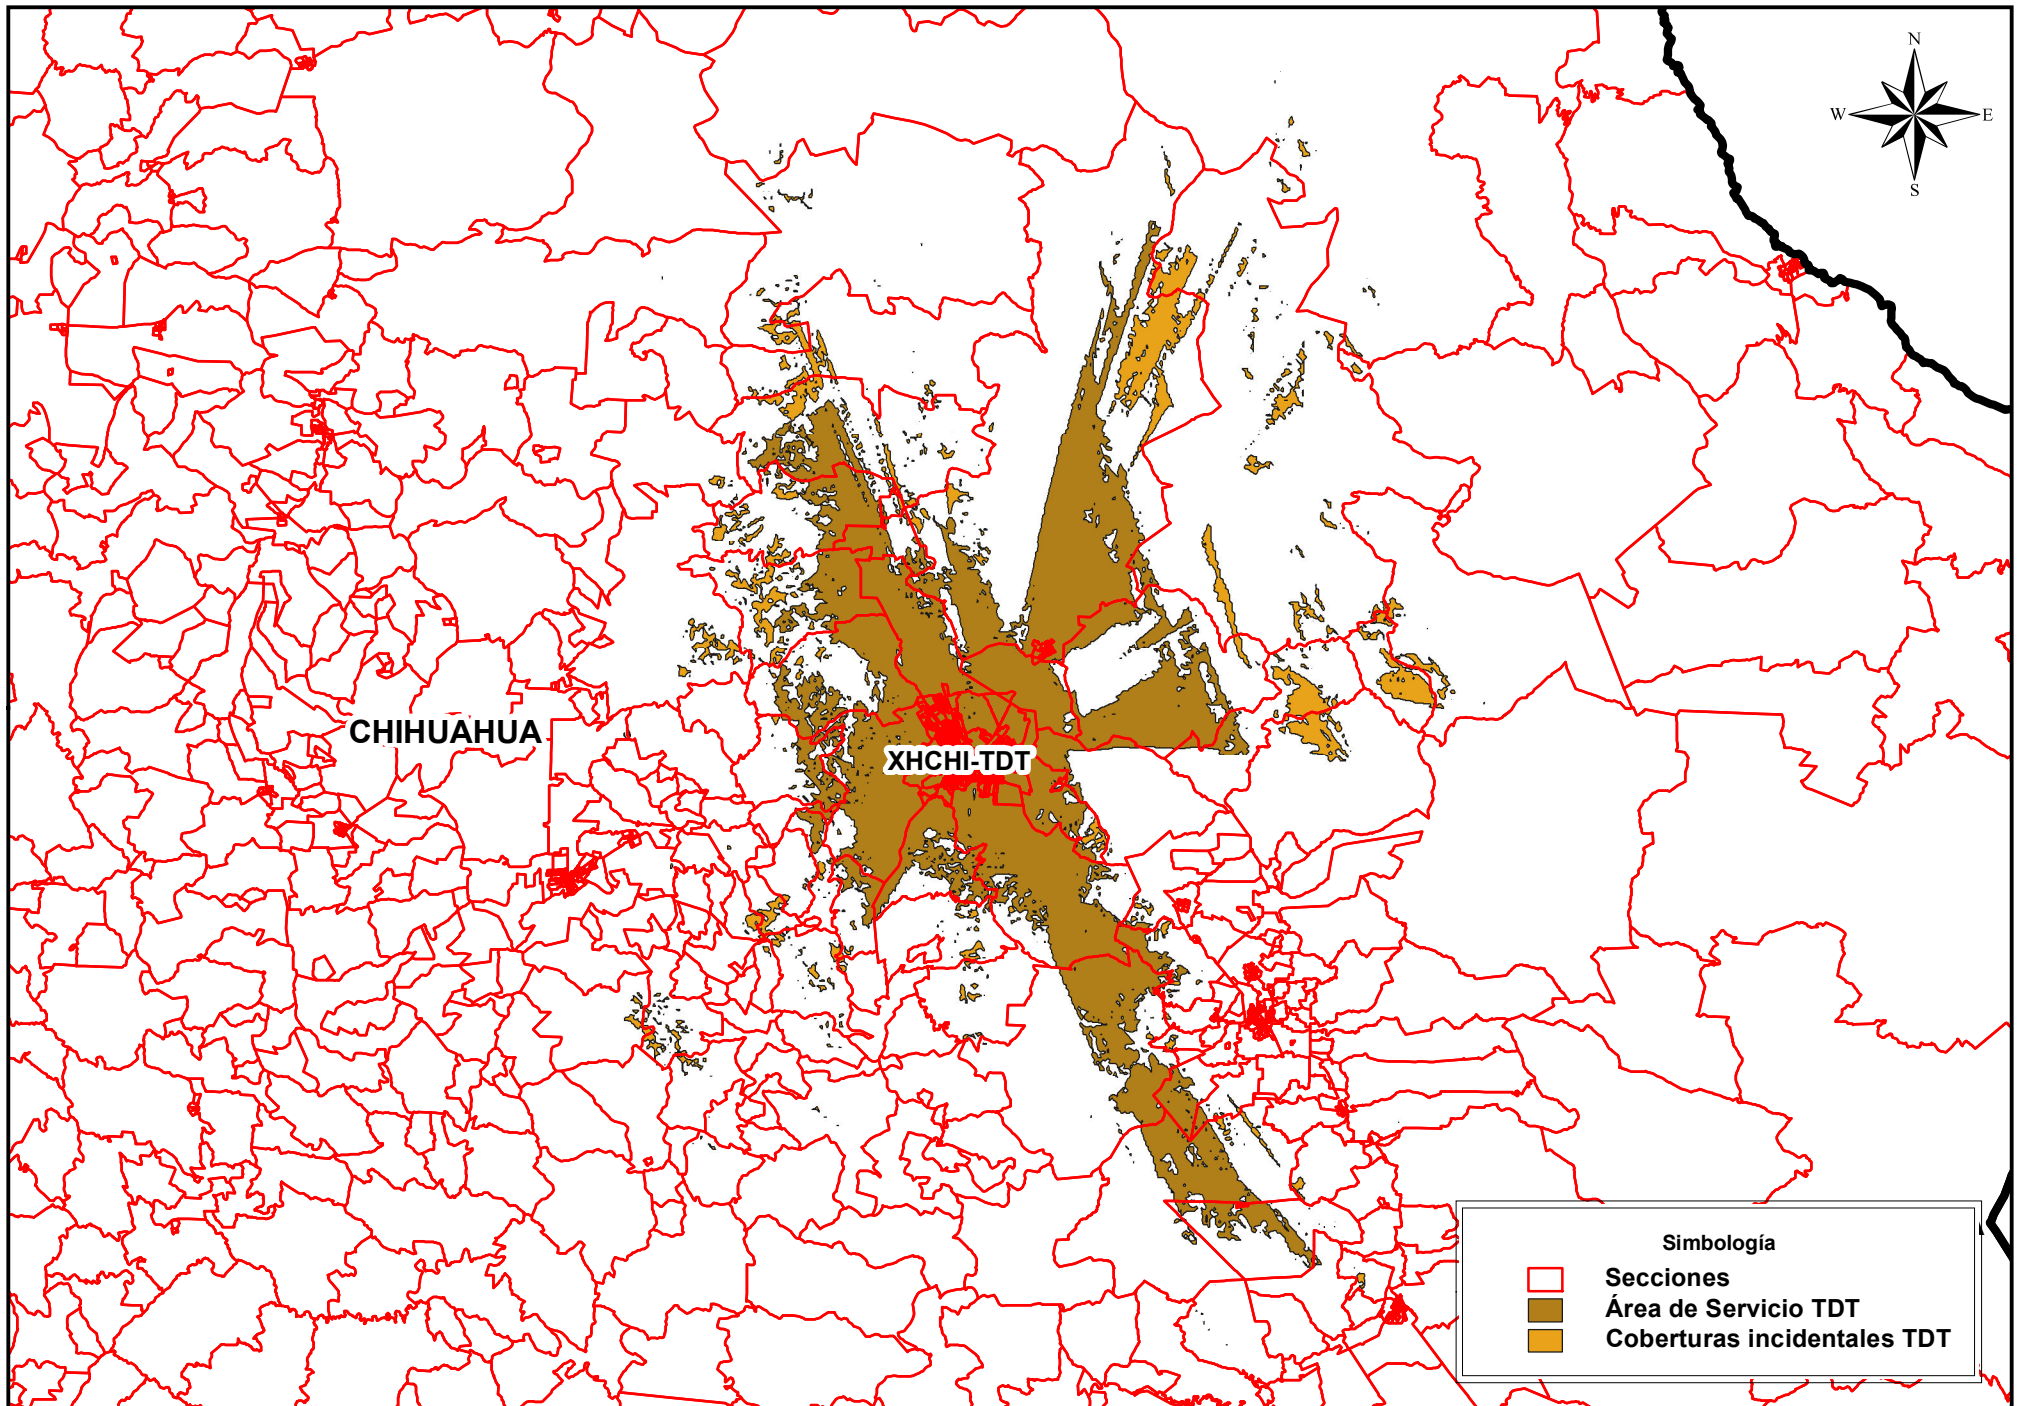 N
W E
S
CHIHUAHUA
XHCHI-TDT
Simbología
Secciones
Área de Servicio TDT
Coberturas incidentales TDT